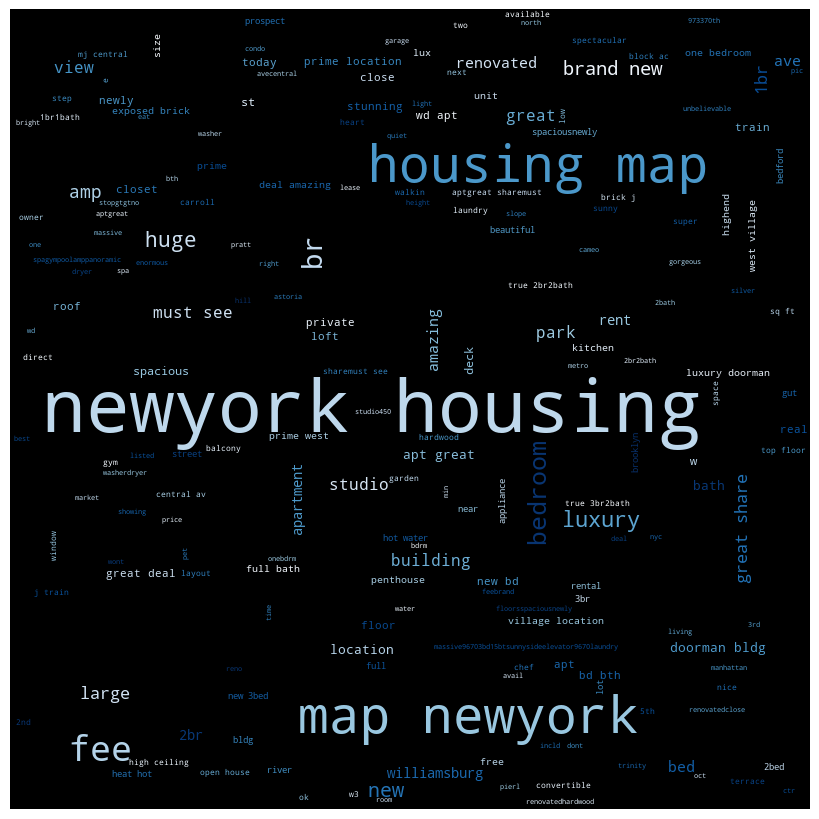 prospect
available
two
north
973370th
size
garage
spectacular
mj central
condo
lux
block ac
one bedroom
view
today
prime location
renovated
brand new
ave
avecentral
close
next
1br
pic
step
newly
exposed brick
st
stunning
light
unit
wd apt
great
low
unbelievable
1br1bath
eat
bright
washer
heart
quiet
spaciousnewly
train
prime
housing map
bedford
bth
amp
closet
deal amazing
lease
walkin
aptgreat sharemust
brick j
stopgtgtno
carroll
height
highend
west village
aptgreat
owner
laundry
slope
sunny
super
massive
beautiful
huge
br
one
pratt
cameo
spagympoolamppanoramic
enormous
right
gorgeous
dryer
spa
true 2br2bath
astoria
silver
hill
roof
must see
2bath
sq ft
private
amazing
rent
wd
loft
park
direct
deck
kitchen
2br2bath
metro
spacious
sharemust see
luxury doorman
space
gut
newyork housing
studio450
real
best
prime west
hardwood
brooklyn
balcony
top floor
listed
street
apt great
w
gym
washerdryer
apartment
studio
garden
bedroom
bath
great share
market
central av
min
appliance
true 3br2bath
showing
price
near
luxury
window
hot water
deal
nyc
pet
onebdrm
bdrm
wont
building
great deal
layout
full bath
penthouse
new bd
rental
j train
feebrand
3br
time
water
floorsspaciousnewly
village location
floor
3rd
living
location
massive96703bd15btsunnysideelevator9670laundry
doorman bldg
reno
full
chef
apt
manhattan
avail
bd bth
large
new 3bed
lot
nice
map newyork
5th
renovatedclose
2nd
fee
2br
bldg
incld
dont
high ceiling
free
heat hot
open house
river
williamsburg
trinity
bed
2bed
oct
pierl
convertible
terrace
ok
w3
new
room
renovatedhardwood
ctr